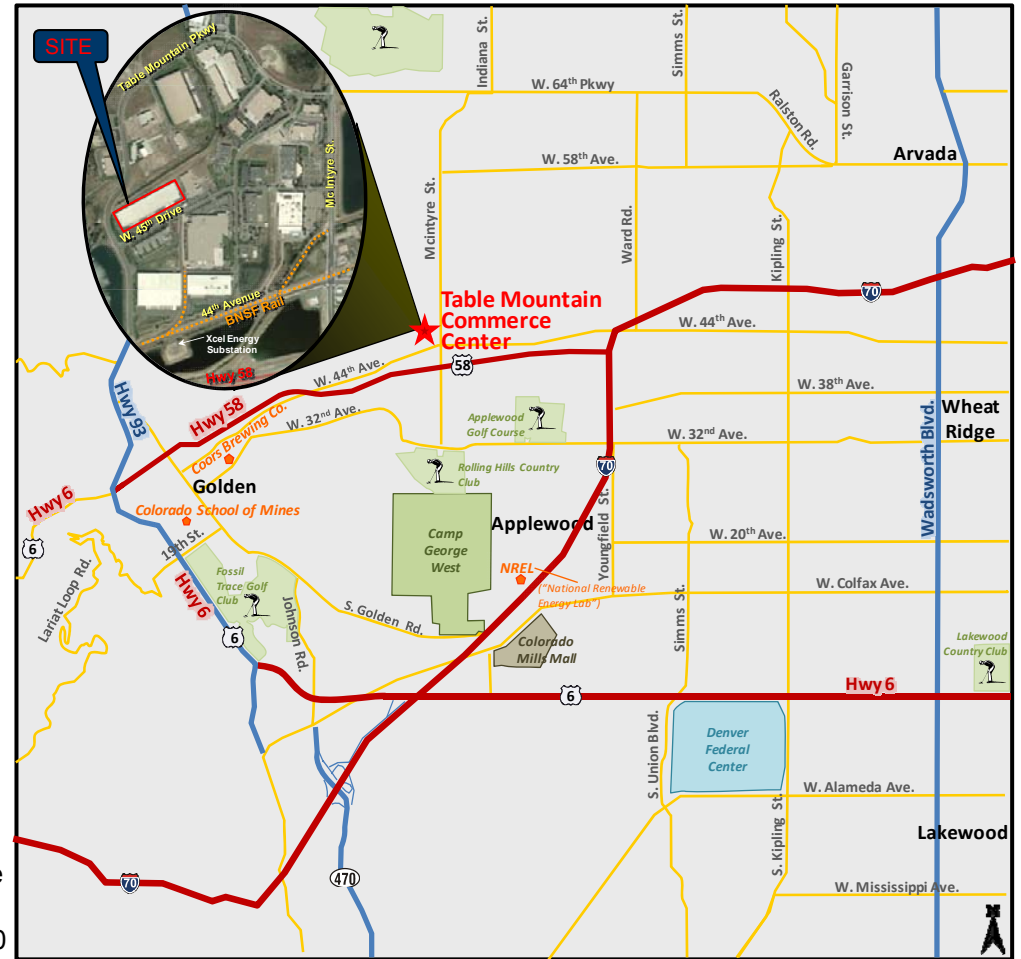 SITE
Table Mountain Pkwy
Mc Intyre St.
W. 45th Drive
44th Avenue
BNSF Rail
Xcel Energy
Substation
Hwy 58
Indiana St.
Simms St.
Garrison St.
W. 64th Pkwy
Ralston Rd.
W. 58th Ave.
Arvada
Mcintyre St.
Ward Rd.
Kipling St.
70
Table Mountain
Commerce
Center
W. 44th Ave.
58
W. 44th Ave.
Hwy 93
Hwy 58
W. 38th Ave.
Coors Brewing Co.
W. 32nd Ave.
Applewood
Golf Course
W. 32nd Ave.
Wadsworth Blvd.
Wheat
Ridge
70
Rolling Hills Country
Club
Golden
Hwy 6
Colorado School of Mines
6
19th St.
Camp
George
West
Applewood
Youngfield St.
W. 20th Ave.
NREL
("National Renewable
Energy Lab")
W. Colfax Ave.
Lariat Loop Rd.
Fossil
Trace Golf
Club
Hwy 6
6
Johnson Rd.
S. Golden Rd.
Simms St.
Colorado
Mills Mall
Lakewood
Country Club
6
Hwy 6
S. Union Blvd.
Denver
Federal
Center
W. Alameda Ave.
S. Kipling St.
Lakewood
e
70
470
W. Mississippi Ave.
0